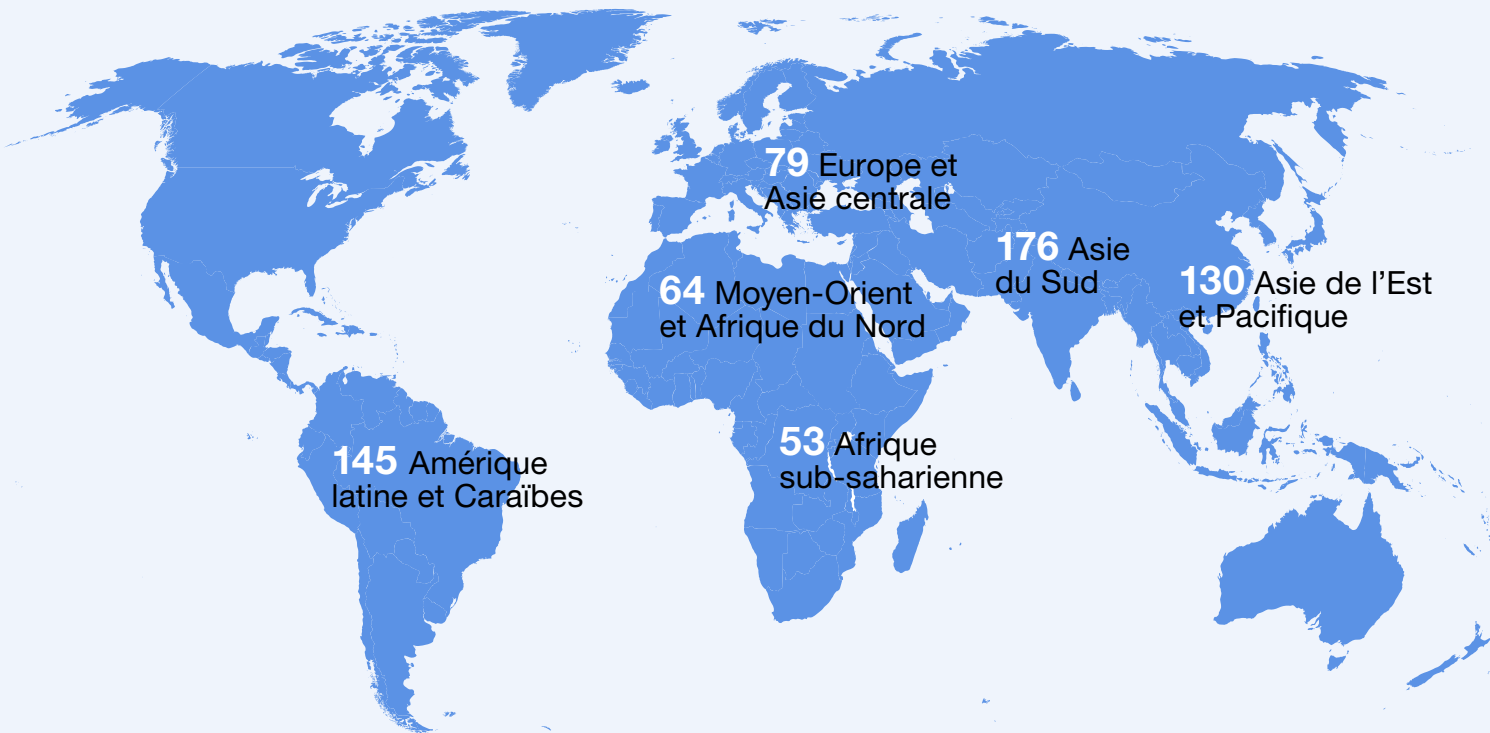 79 Europe et
Asie centrale
176 Asie
du Sud
130 Asie de l’Est
et Pacifique
64 Moyen-Orient
et Afrique du Nord
53 Afrique
sub-saharienne
145 Amérique
latine et Caraïbes